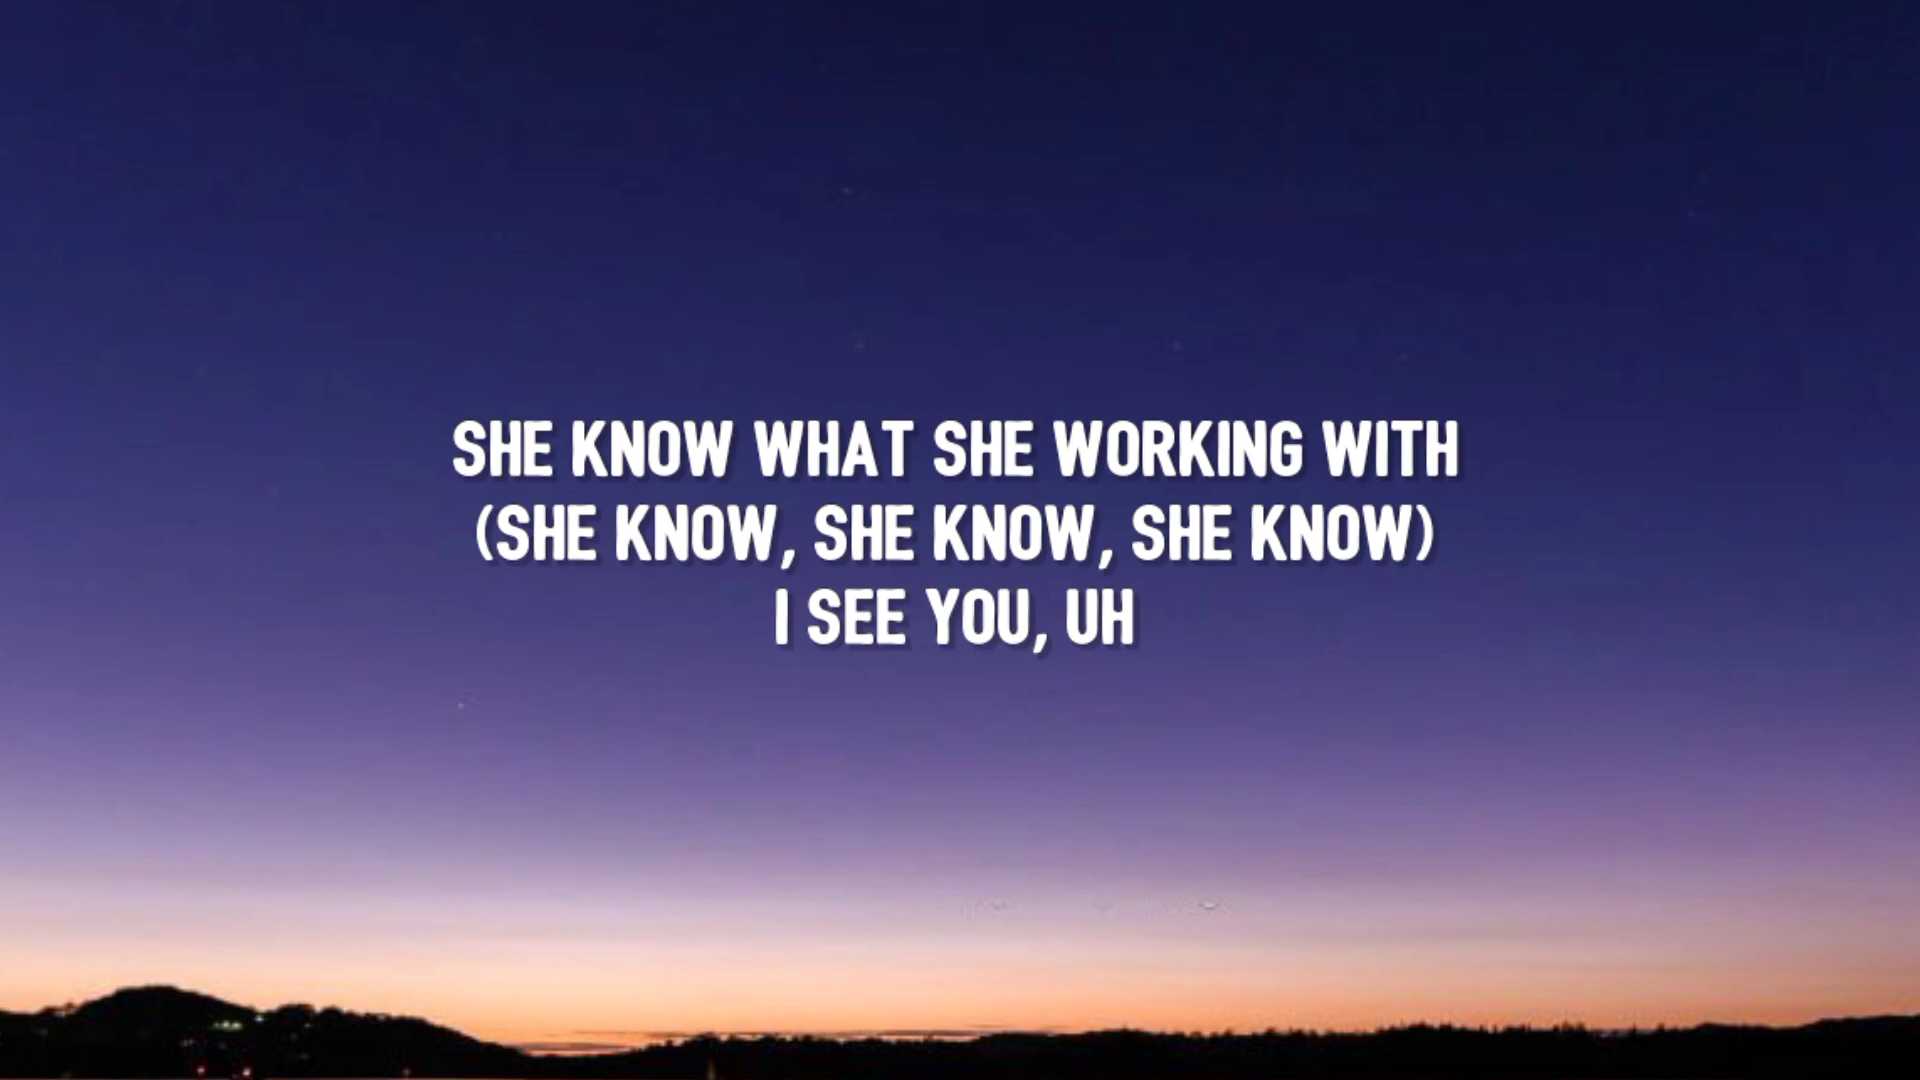 SHE KNOW WHAT SHE WORKING WITH
(SHE KNOW, SHE KNOW, SHE KNOW)
I SEE YOU, UH